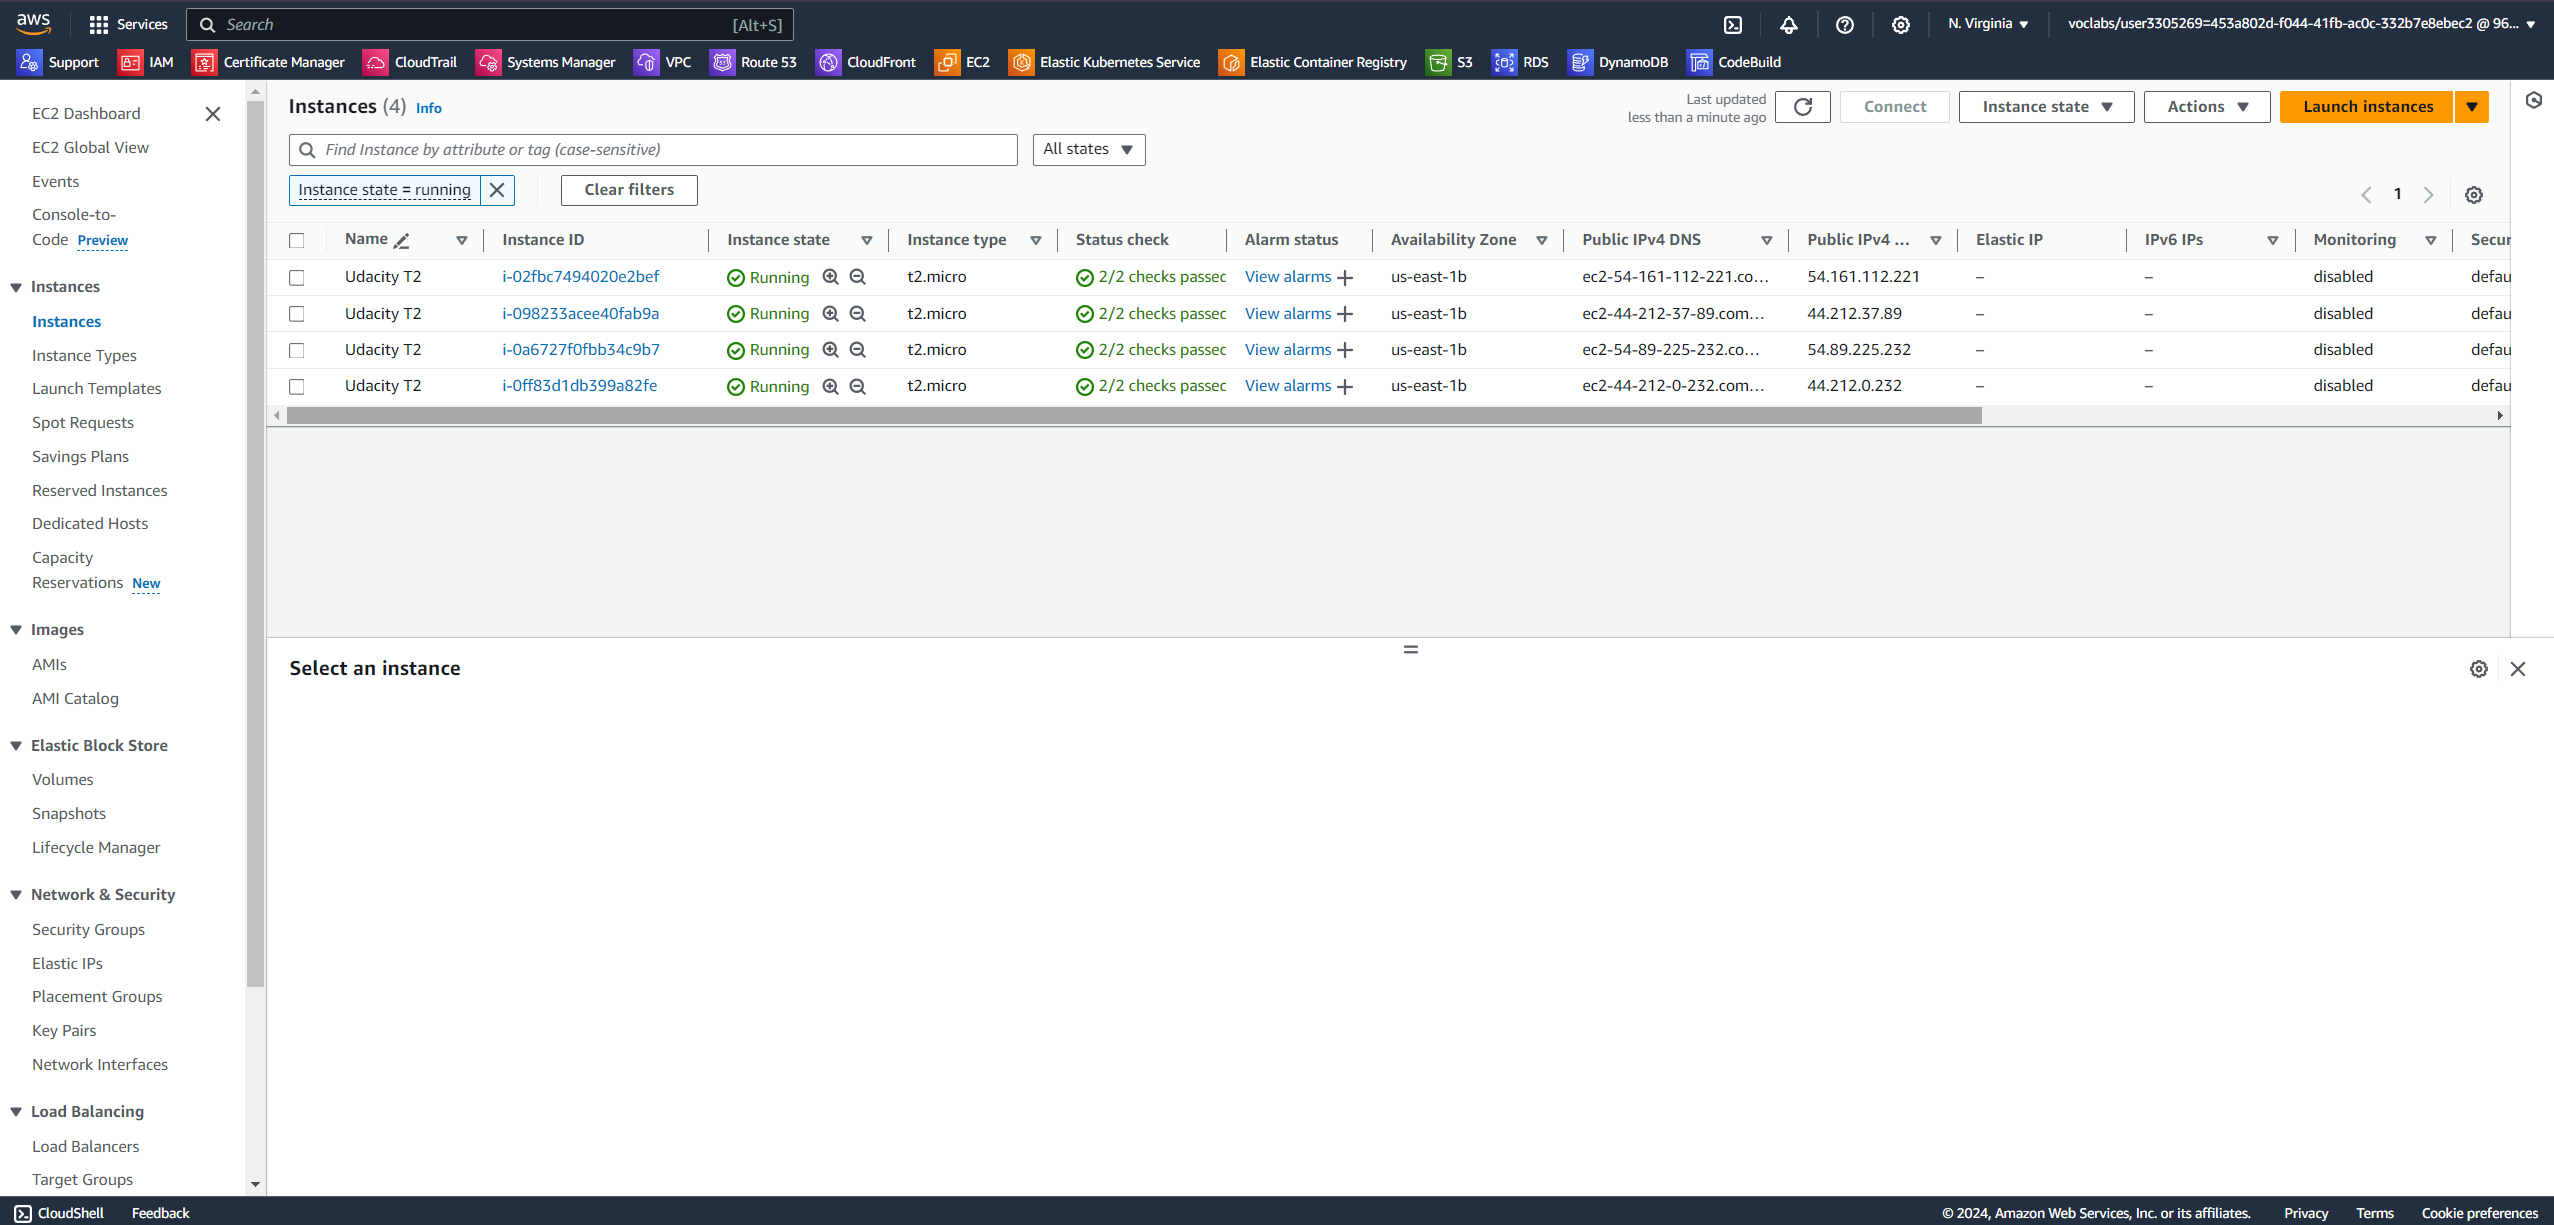 aws Services Search [Alt+S] N. Virginia voclabs/user3305269=453a802d-f044-41fb-ac0c-332b7e8ebec2 @ 96...
Support IAM Certificate Manager CloudTrail Systems Manager VPC Route 53 CloudFront EC2 Elastic Kubernetes Service Elastic Container Registry S3 RDS DynamoDB CodeBuild
EC2 Dashboard
EC2 Global View
Events
Console-to-
Code Preview
Instances
Instances
Instance Types
Launch Templates
Spot Requests
Savings Plans
Reserved Instances
Dedicated Hosts
Capacity
Reservations New
Images
AMIs
AMI Catalog
Elastic Block Store
Volumes
Snapshots
Lifecycle Manager
Network & Security
Security Groups
Elastic IPs
Placement Groups
Key Pairs
Network Interfaces
Load Balancing
Load Balancers
Target Groups
Instances (4) Info
Last updated
less than a minute ago
Connect Instance state Actions Launch instances
Find Instance by attribute or tag (case-sensitive) All states
Instance state = running Clear filters 1
Name Instance ID Instance state Instance type Status check Alarm status Availability Zone Public IPv4 DNS Public IPv4 ... Elastic IP IPv6 IPs Monitoring Secur
Udacity T2 i-02fbc7494020e2bef Running t2.micro 2/2 checks passec View alarms + us-east-1b ec2-54-161-112-221.co... 54.161.112.221 – – disabled defau
Udacity T2 i-098233acee40fab9a Running t2.micro 2/2 checks passec View alarms + us-east-1b ec2-44-212-37-89.com... 44.212.37.89 – – disabled defau
Udacity T2 i-0a6727f0fbb34c9b7 Running t2.micro 2/2 checks passec View alarms + us-east-1b ec2-54-89-225-232.co... 54.89.225.232 – – disabled defau
Udacity T2 i-0ff83d1db399a82fe Running t2.micro 2/2 checks passec View alarms + us-east-1b ec2-44-212-0-232.com... 44.212.0.232 – – disabled defau
Select an instance
CloudShell Feedback © 2024, Amazon Web Services, Inc. or its affiliates. Privacy Terms Cookie preferences